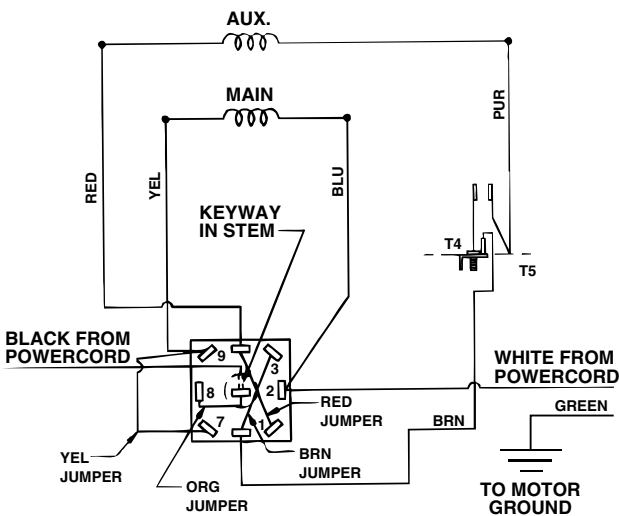 AUX.
MAIN
RED
YEL
BLU
PUR
KEYWAY
IN STEM
T4
T5
BLACK FROM
POWERCORD
9
3
8
2
7
1
WHITE FROM
POWERCORD
RED
JUMPER
BRN
GREEN
YEL
JUMPER
BRN
JUMPER
ORG
JUMPER
TO MOTOR
GROUND